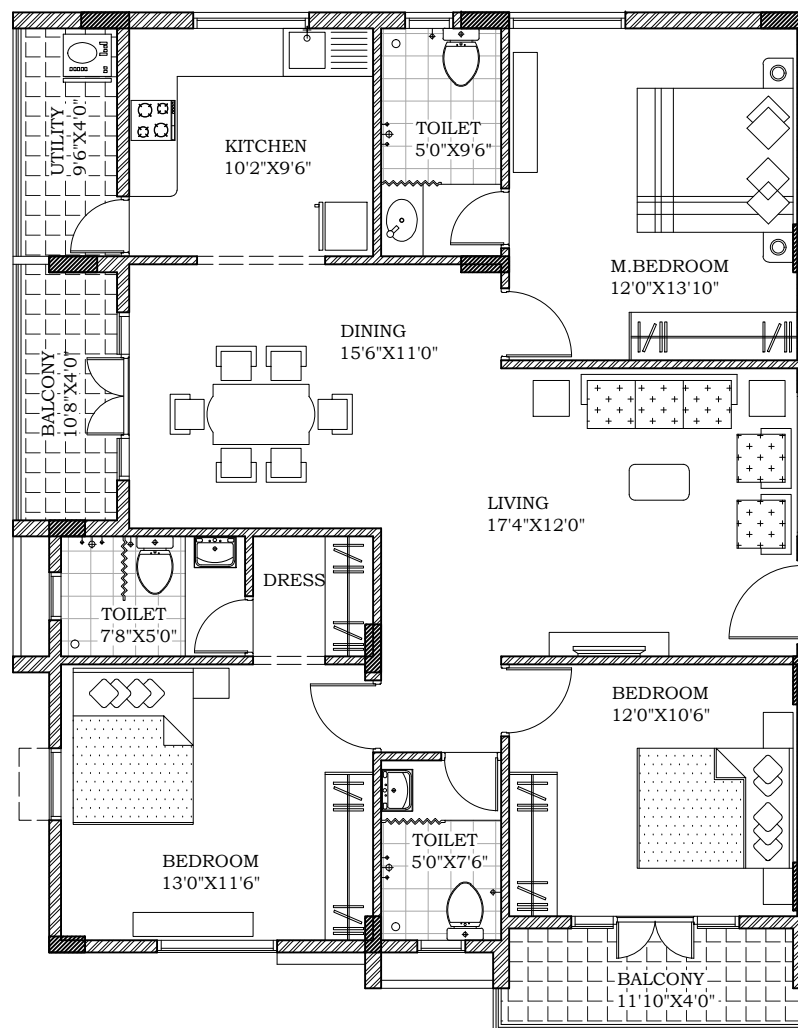 UTILITY
9'6"X4'0"
KITCHEN
10'2"X9'6"
TOILET
5'0"X9'6"
M.BEDROOM
12'0"X13'10"
DINING
15'6"X11'0"
BALCONY
10'8"X4'0"
LIVING
17'4"X12'0"
DRESS
TOILET
7'8"X5'0"
BEDROOM
12'0"X10'6"
BEDROOM
13'0"X11'6"
TOILET
5'0"X7'6"
BALCONY
11'10"X4'0"